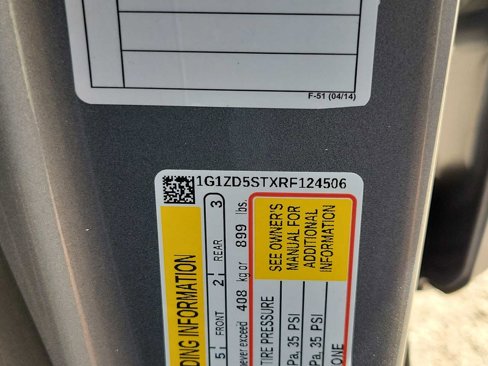 F-51 (04/14)
1G1ZD5STXRF124506
DING INFORMATION
5 FRONT 2 REAR 3
never exceed 408 kg or 899 lbs.
SEE OWNER'S
MANUAL FOR
ADDITIONAL
INFORMATION
TIRE PRESSURE
Pa, 35 PSI
Pa, 35 PSI
ONE